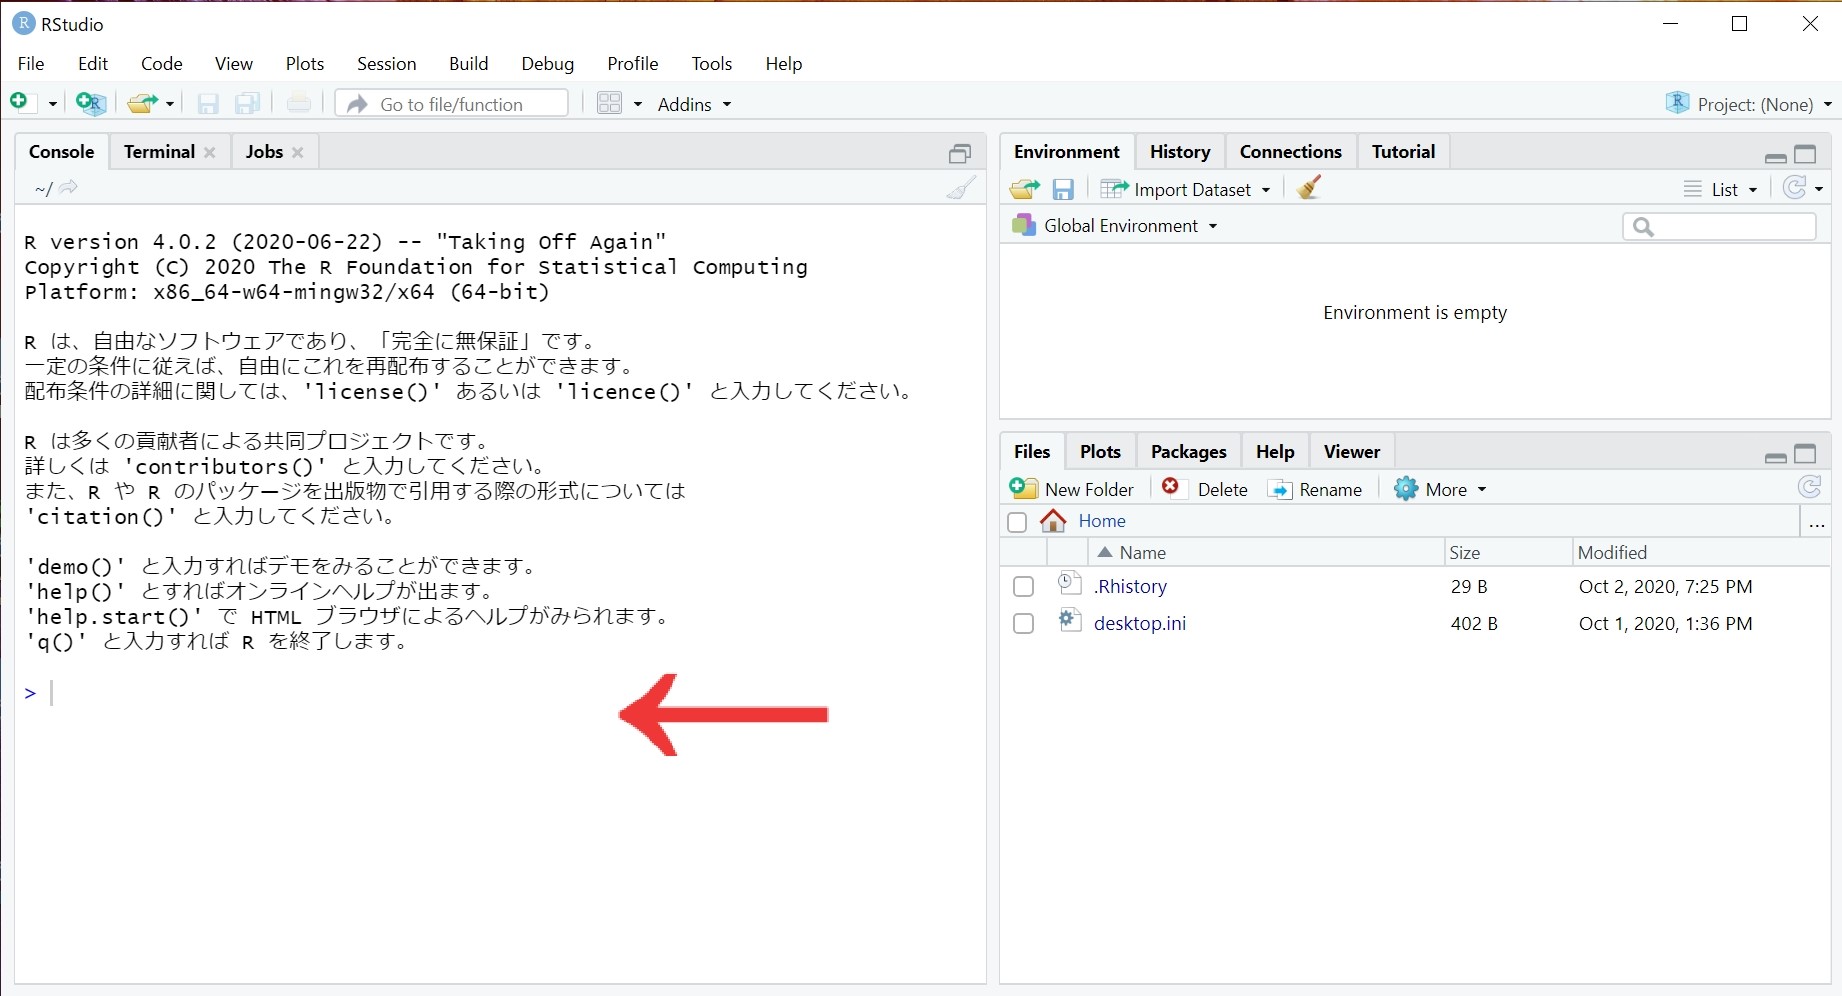 RStudio
File Edit Code View Plots Session Build Debug Profile Tools Help
Go to file/function Addins Project: (None)
Console Terminal Jobs
~/
R version 4.0.2 (2020-06-22) -- "Taking Off Again"
Copyright (C) 2020 The R Foundation for Statistical Computing
Platform: x86_64-w64-mingw32/x64 (64-bit)
R は、自由なソフトウェアであり、「完全に無保証」です。
一定の条件に従えば、自由にこれを再配布することができます。
配布条件の詳細に関しては、'license()' あるいは 'licence()' と入力してください。
R は多くの貢献者による共同プロジェクトです。
詳しくは 'contributors()' と入力してください。
また、R や R のパッケージを出版物で引用する際の形式については
'citation()' と入力してください。
'demo()' と入力すればデモをみることができます。
'help()' とすればオンラインヘルプが出ます。
'help.start()' で HTML ブラウザによるヘルプがみられます。
'q()' と入力すれば R を終了します。
>
Environment History Connections Tutorial
Import Dataset List
Global Environment
Environment is empty
Files Plots Packages Help Viewer
New Folder Delete Rename More
Home ...
Name Size Modified
.Rhistory 29 B Oct 2, 2020, 7:25 PM
desktop.ini 402 B Oct 1, 2020, 1:36 PM